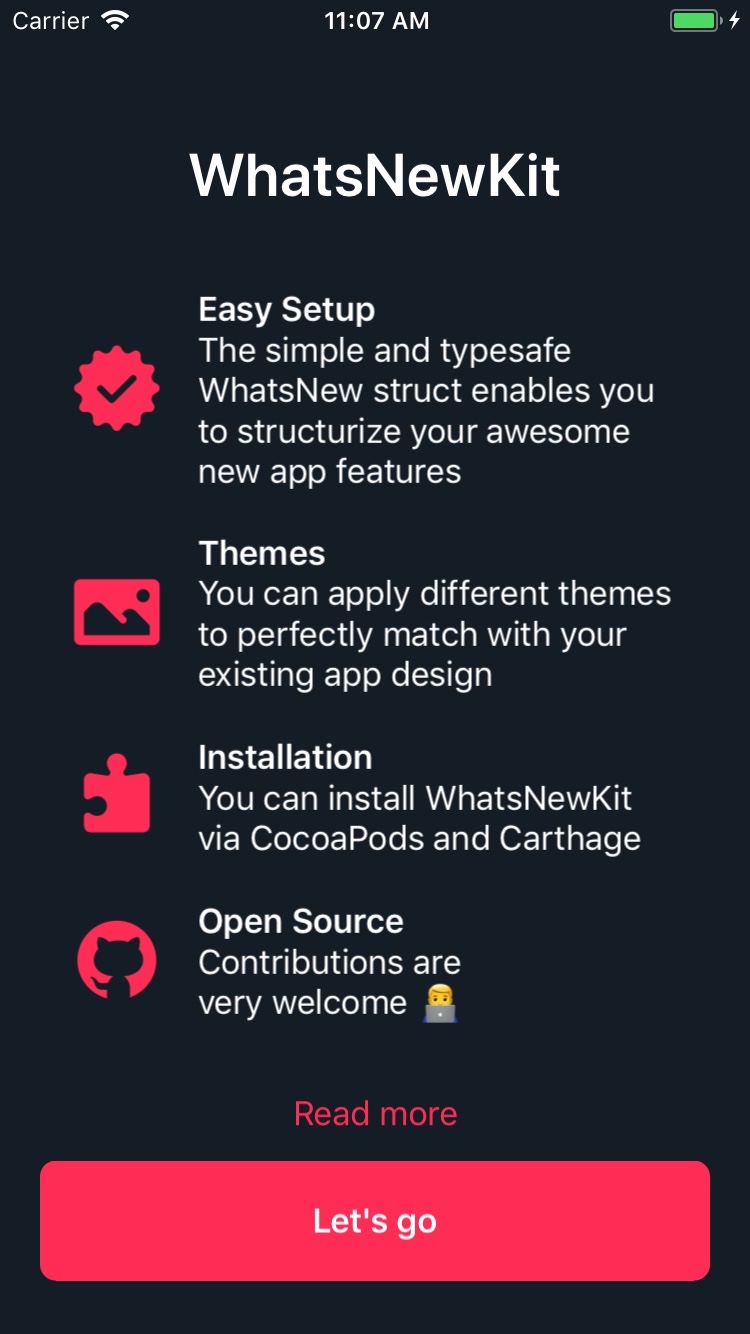 Carrier
11:07 AM
WhatsNewKit
Easy Setup
The simple and typesafe
WhatsNew struct enables you
to structurize your awesome
new app features
Themes
You can apply different themes
to perfectly match with your
existing app design
Installation
You can install WhatsNewKit
via CocoaPods and Carthage
Open Source
Contributions are
very welcome 👨‍💻
Read more
Let's go